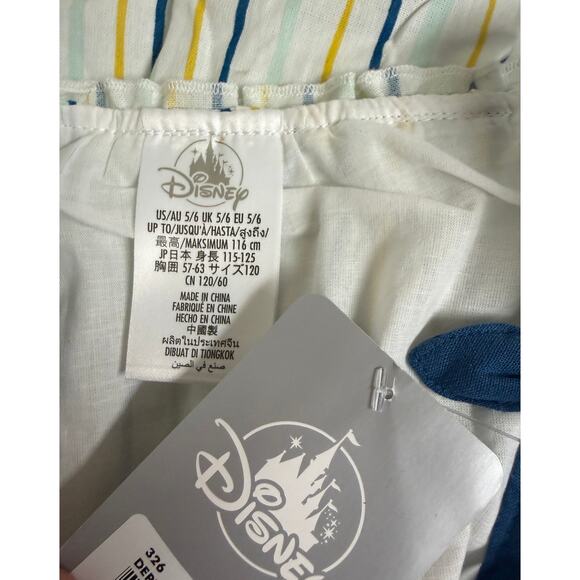 Disney
US/AU 5/6 UK 5/6 EU 5/6
UP TO/JUSQU'À/HASTA/สูงถึง/
最高/MAKSIMUM 116 cm
JP日本 身長 115-125
胸囲 57-63 サイズ120
CN 120/60
MADE IN CHINA
FABRIQUÉ EN CHINE
HECHO EN CHINA
中國製
ผลิตในประเทศจีน
DIBUAT DI TIONGKOK
صنع في الصين
Disney
326